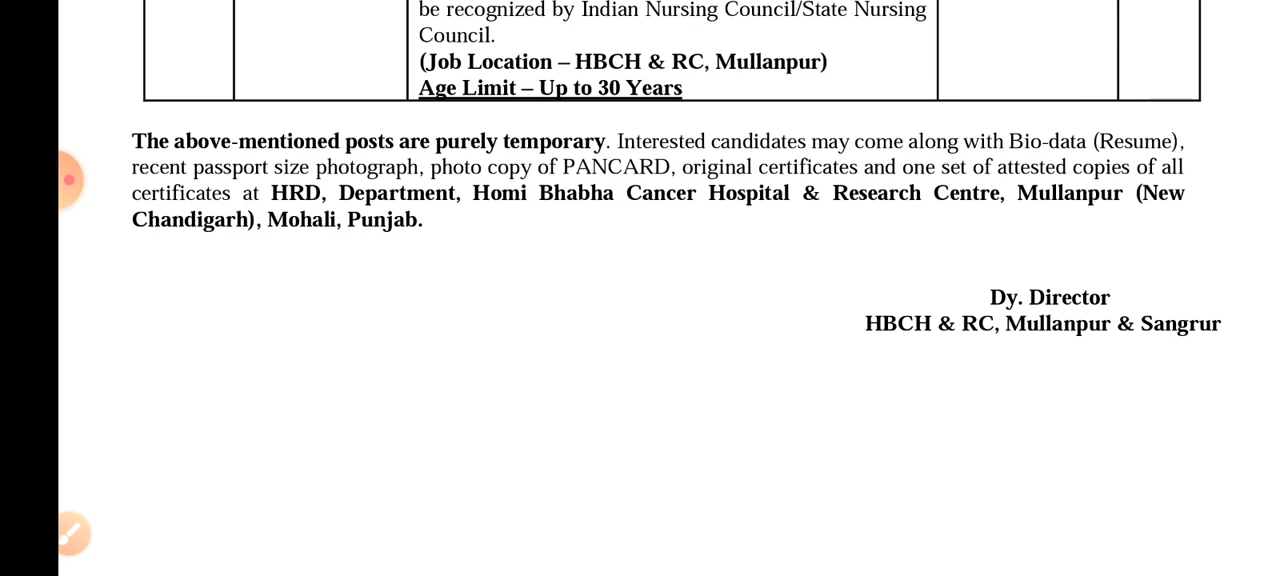 be recognized by Indian Nursing Council/State Nursing
Council.
(Job Location – HBCH & RC, Mullanpur)
Age Limit – Up to 30 Years
The above-mentioned posts are purely temporary. Interested candidates may come along with Bio-data (Resume),
recent passport size photograph, photo copy of PANCARD, original certificates and one set of attested copies of all
certificates at HRD, Department, Homi Bhabha Cancer Hospital & Research Centre, Mullanpur (New
Chandigarh), Mohali, Punjab.
Dy. Director
HBCH & RC, Mullanpur & Sangrur